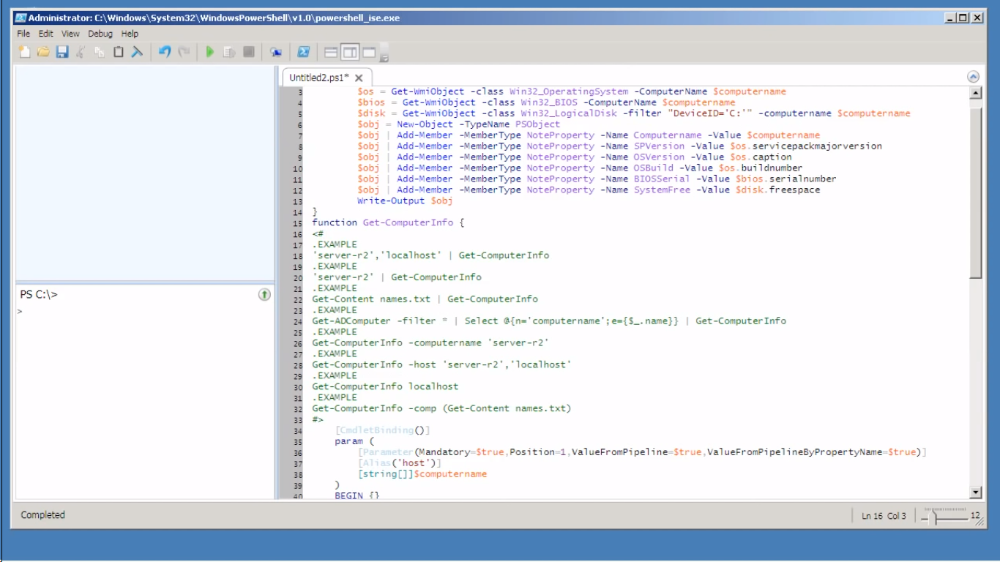 Administrator: C:\Windows\System32\WindowsPowerShell\v1.0\powershell_ise.exe
File Edit View Debug Help
Untitled2.ps1*
3 $os = Get-WmiObject -class Win32_OperatingSystem -ComputerName $computername
4 $bios = Get-WmiObject -class Win32_BIOS -ComputerName $computername
5 $disk = Get-WmiObject -class Win32_LogicalDisk -filter "DeviceID='C:'" -computername $computername
6 $obj = New-Object -TypeName PSObject
7 $obj | Add-Member -MemberType NoteProperty -Name Computername -Value $computername
8 $obj | Add-Member -MemberType NoteProperty -Name SPVersion -Value $os.servicepackmajorversion
9 $obj | Add-Member -MemberType NoteProperty -Name OSVersion -Value $os.caption
10 $obj | Add-Member -MemberType NoteProperty -Name OSBuild -Value $os.buildnumber
11 $obj | Add-Member -MemberType NoteProperty -Name BIOSSerial -Value $bios.serialnumber
12 $obj | Add-Member -MemberType NoteProperty -Name SystemFree -Value $disk.freespace
13 Write-Output $obj
14 }
15 function Get-ComputerInfo {
16 <#
17 .EXAMPLE
18 'server-r2','localhost' | Get-ComputerInfo
19 .EXAMPLE
20 'server-r2' | Get-ComputerInfo
21 .EXAMPLE
22 Get-Content names.txt | Get-ComputerInfo
23 .EXAMPLE
24 Get-ADComputer -filter * | Select @{n='computername';e={$_.name}} | Get-ComputerInfo
25 .EXAMPLE
26 Get-ComputerInfo -computername 'server-r2'
27 .EXAMPLE
28 Get-ComputerInfo -host 'server-r2','localhost'
29 .EXAMPLE
30 Get-ComputerInfo localhost
31 .EXAMPLE
32 Get-ComputerInfo -comp (Get-Content names.txt)
33 #>
34 [CmdletBinding()]
35 param (
36 [Parameter(Mandatory=$true,Position=1,ValueFromPipeline=$true,ValueFromPipelineByPropertyName=$true)]
37 [Alias('host')]
38 [string[]]$computername
39 )
40 BEGIN {}
PS C:\>
>
Completed
Ln 16 Col 3
12